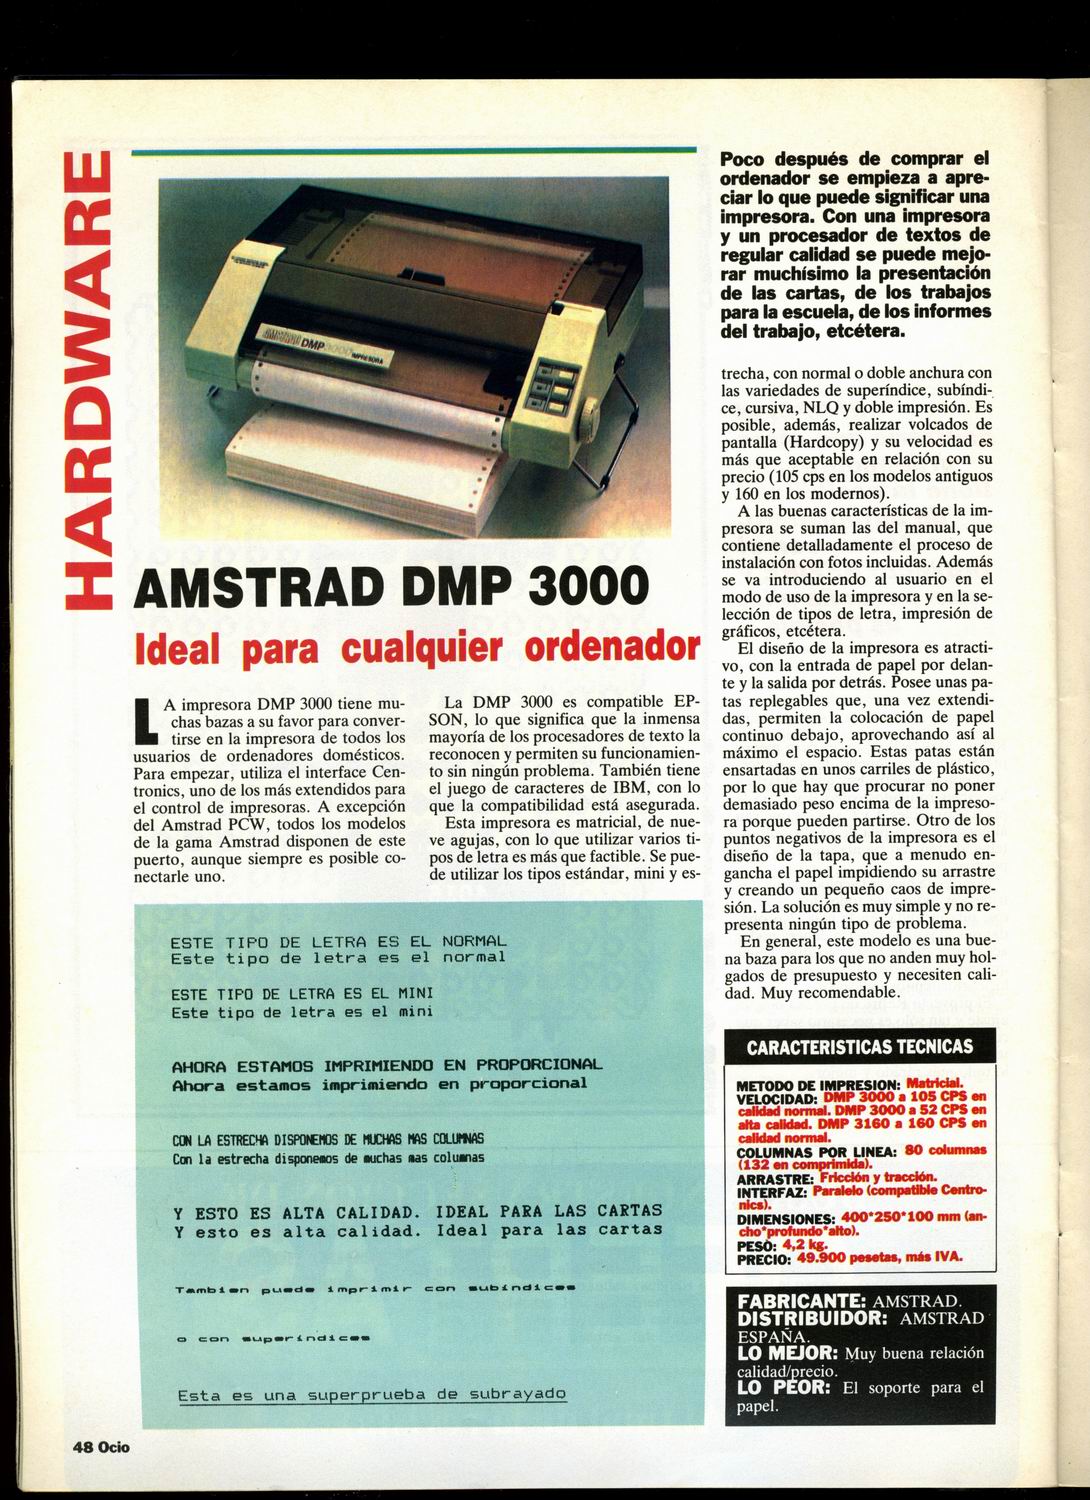 HARDWARE
AMSTRAD DMP3000 IMPRESORA
AMSTRAD DMP 3000
Ideal para cualquier ordenador
LA impresora DMP 3000 tiene mu-
chas bazas a su favor para conver-
tirse en la impresora de todos los
usuarios de ordenadores domésticos.
Para empezar, utiliza el interface Cen-
tronics, uno de los más extendidos para
el control de impresoras. A excepción
del Amstrad PCW, todos los modelos
de la gama Amstrad disponen de este
puerto, aunque siempre es posible co-
nectarle uno.
La DMP 3000 es compatible EP-
SON, lo que significa que la inmensa
mayoría de los procesadores de texto la
reconocen y permiten su funcionamien-
to sin ningún problema. También tiene
el juego de caracteres de IBM, con lo
que la compatibilidad está asegurada.
Esta impresora es matricial, de nue-
ve agujas, con lo que utilizar varios ti-
pos de letra es más que factible. Se pue-
de utilizar los tipos estándar, mini y es-
Poco después de comprar el
ordenador se empieza a apre-
ciar lo que puede significar una
impresora. Con una impresora
y un procesador de textos de
regular calidad se puede mejo-
rar muchísimo la presentación
de las cartas, de los trabajos
para la escuela, de los informes
del trabajo, etcétera.
trecha, con normal o doble anchura con
las variedades de superíndice, subíndi-
ce, cursiva, NLQ y doble impresión. Es
posible, además, realizar volcados de
pantalla (Hardcopy) y su velocidad es
más que aceptable en relación con su
precio (105 cps en los modelos antiguos
y 160 en los modernos).
A las buenas características de la im-
presora se suman las del manual, que
contiene detalladamente el proceso de
instalación con fotos incluidas. Además
se va introduciendo al usuario en el
modo de uso de la impresora y en la se-
lección de tipos de letra, impresión de
gráficos, etcétera.
El diseño de la impresora es atracti-
vo, con la entrada de papel por delan-
te y la salida por detrás. Posee unas pa-
tas replegables que, una vez extendi-
das, permiten la colocación de papel
continuo debajo, aprovechando así al
máximo el espacio. Estas patas están
ensartadas en unos carriles de plástico,
por lo que hay que procurar no poner
demasiado peso encima de la impreso-
ra porque pueden partirse. Otro de los
puntos negativos de la impresora es el
diseño de la tapa, que a menudo en-
gancha el papel impidiendo su arrastre
y creando un pequeño caos de impre-
sión. La solución es muy simple y no re-
presenta ningún tipo de problema.
En general, este modelo es una bue-
na baza para los que no anden muy hol-
gados de presupuesto y necesiten cali-
dad. Muy recomendable.
ESTE TIPO DE LETRA ES EL NORMAL
Este tipo de letra es el normal
ESTE TIPO DE LETRA ES EL MINI
Este tipo de letra es el mini
AHORA ESTAMOS IMPRIMIENDO EN PROPORCIONAL
Ahora estamos imprimiendo en proporcional
CON LA ESTRECHA DISPONEMOS DE MUCHAS MAS COLUMNAS
Con la estrecha disponemos de muchas mas columnas
Y ESTO ES ALTA CALIDAD. IDEAL PARA LAS CARTAS
Y esto es alta calidad. Ideal para las cartas
Tambien puede imprimir con subíndices
o con superíndices
Esta es una superprueba de subrayado
CARACTERISTICAS TECNICAS
METODO DE IMPRESION: Matricial.
VELOCIDAD: DMP 3000 a 105 CPS en
calidad normal. DMP 3000 a 52 CPS en
alta calidad. DMP 3160 a 160 CPS en
calidad normal.
COLUMNAS POR LINEA: 80 columnas
(132 en comprimida).
ARRASTRE: Fricción y tracción.
INTERFAZ: Paralelo (compatible Centro-
nics).
DIMENSIONES: 400*250*100 mm (an-
cho*profundo*alto).
PESO: 4,2 kg.
PRECIO: 49.900 pesetas, más IVA.
FABRICANTE: AMSTRAD.
DISTRIBUIDOR: AMSTRAD
ESPAÑA.
LO MEJOR: Muy buena relación
calidad/precio.
LO PEOR: El soporte para el
papel.
48 Ocio